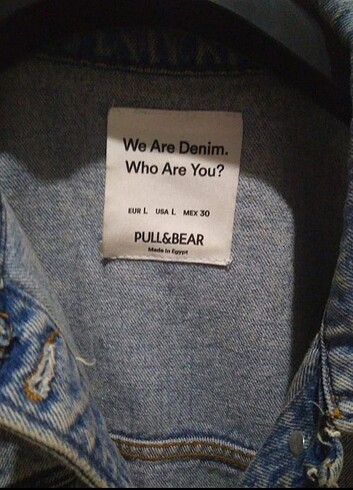 We Are Denim.
Who Are You?
EUR L USA L MEX 30
PULL&BEAR
Made in Egypt